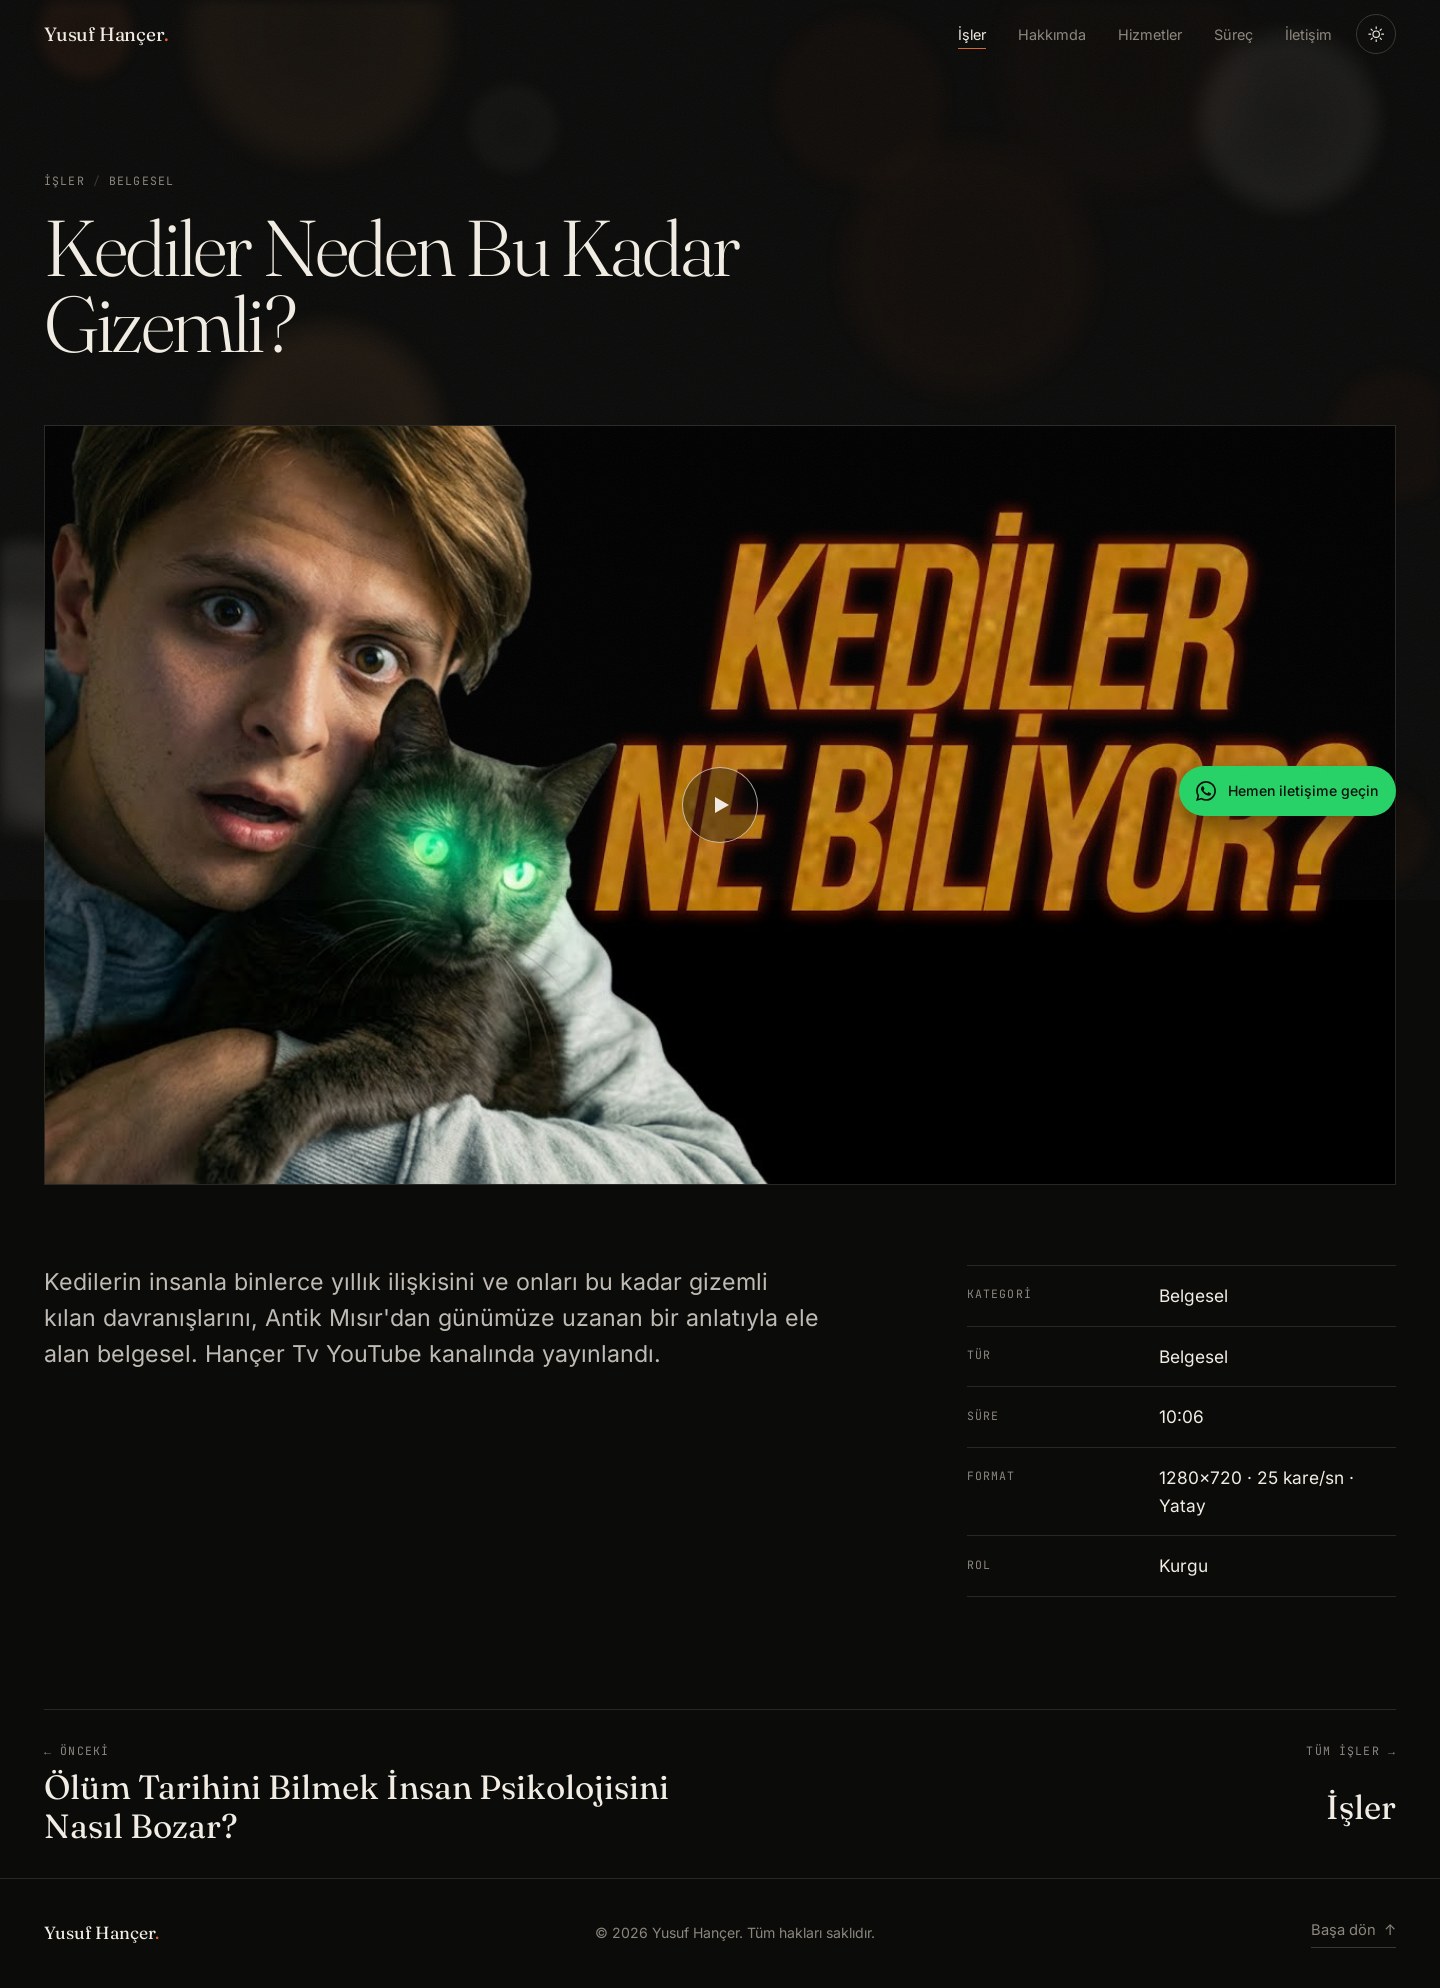 Yusuf Hançer.
İşler
Hakkımda
Hizmetler
Süreç
İletişim
İŞLER / BELGESEL
Kediler Neden Bu Kadar
Gizemli?
KEDİLER
NE BİLİYOR?
Hemen iletişime geçin
Kedilerin insanla binlerce yıllık ilişkisini ve onları bu kadar gizemli
kılan davranışlarını, Antik Mısır'dan günümüze uzanan bir anlatıyla ele
alan belgesel. Hançer Tv YouTube kanalında yayınlandı.
KATEGORİ
Belgesel
TÜR
Belgesel
SÜRE
10:06
FORMAT
1280×720 · 25 kare/sn ·
Yatay
ROL
Kurgu
← ÖNCEKİ
Ölüm Tarihini Bilmek İnsan Psikolojisini
Nasıl Bozar?
TÜM İŞLER →
İşler
Yusuf Hançer.
© 2026 Yusuf Hançer. Tüm hakları saklıdır.
Başa dön ↑